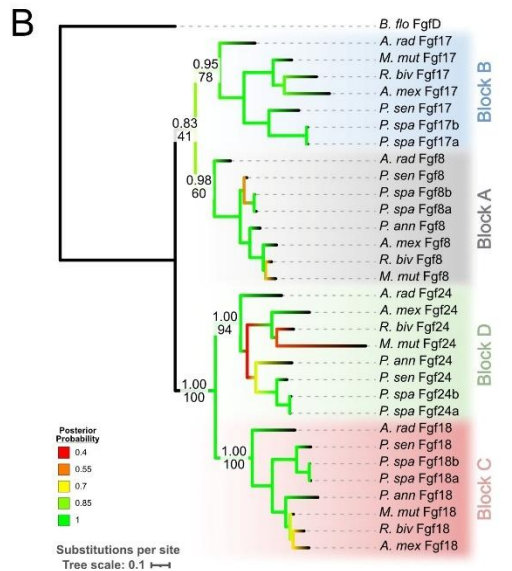 B
B. flo FgfD
A. rad Fgf17
M. mut Fgf17
R. biv Fgf17
A. mex Fgf17
P. sen Fgf17
P. spa Fgf17b
P. spa Fgf17a
Block B
0.95
78
0.83
41
0.98
60
A. rad Fgf8
P. sen Fgf8
P. spa Fgf8b
P. spa Fgf8a
P. ann Fgf8
A. mex Fgf8
R. biv Fgf8
M. mut Fgf8
Block A
1.00
94
A. rad Fgf24
A. mex Fgf24
R. biv Fgf24
M. mut Fgf24
P. ann Fgf24
P. sen Fgf24
P. spa Fgf24b
P. spa Fgf24a
Block D
1.00
100
1.00
100
A. rad Fgf18
P. sen Fgf18
P. spa Fgf18b
P. spa Fgf18a
P. ann Fgf18
M. mut Fgf18
R. biv Fgf18
A. mex Fgf18
Block C
Posterior
Probability
0.4
0.55
0.7
0.85
1
Substitutions per site
Tree scale: 0.1